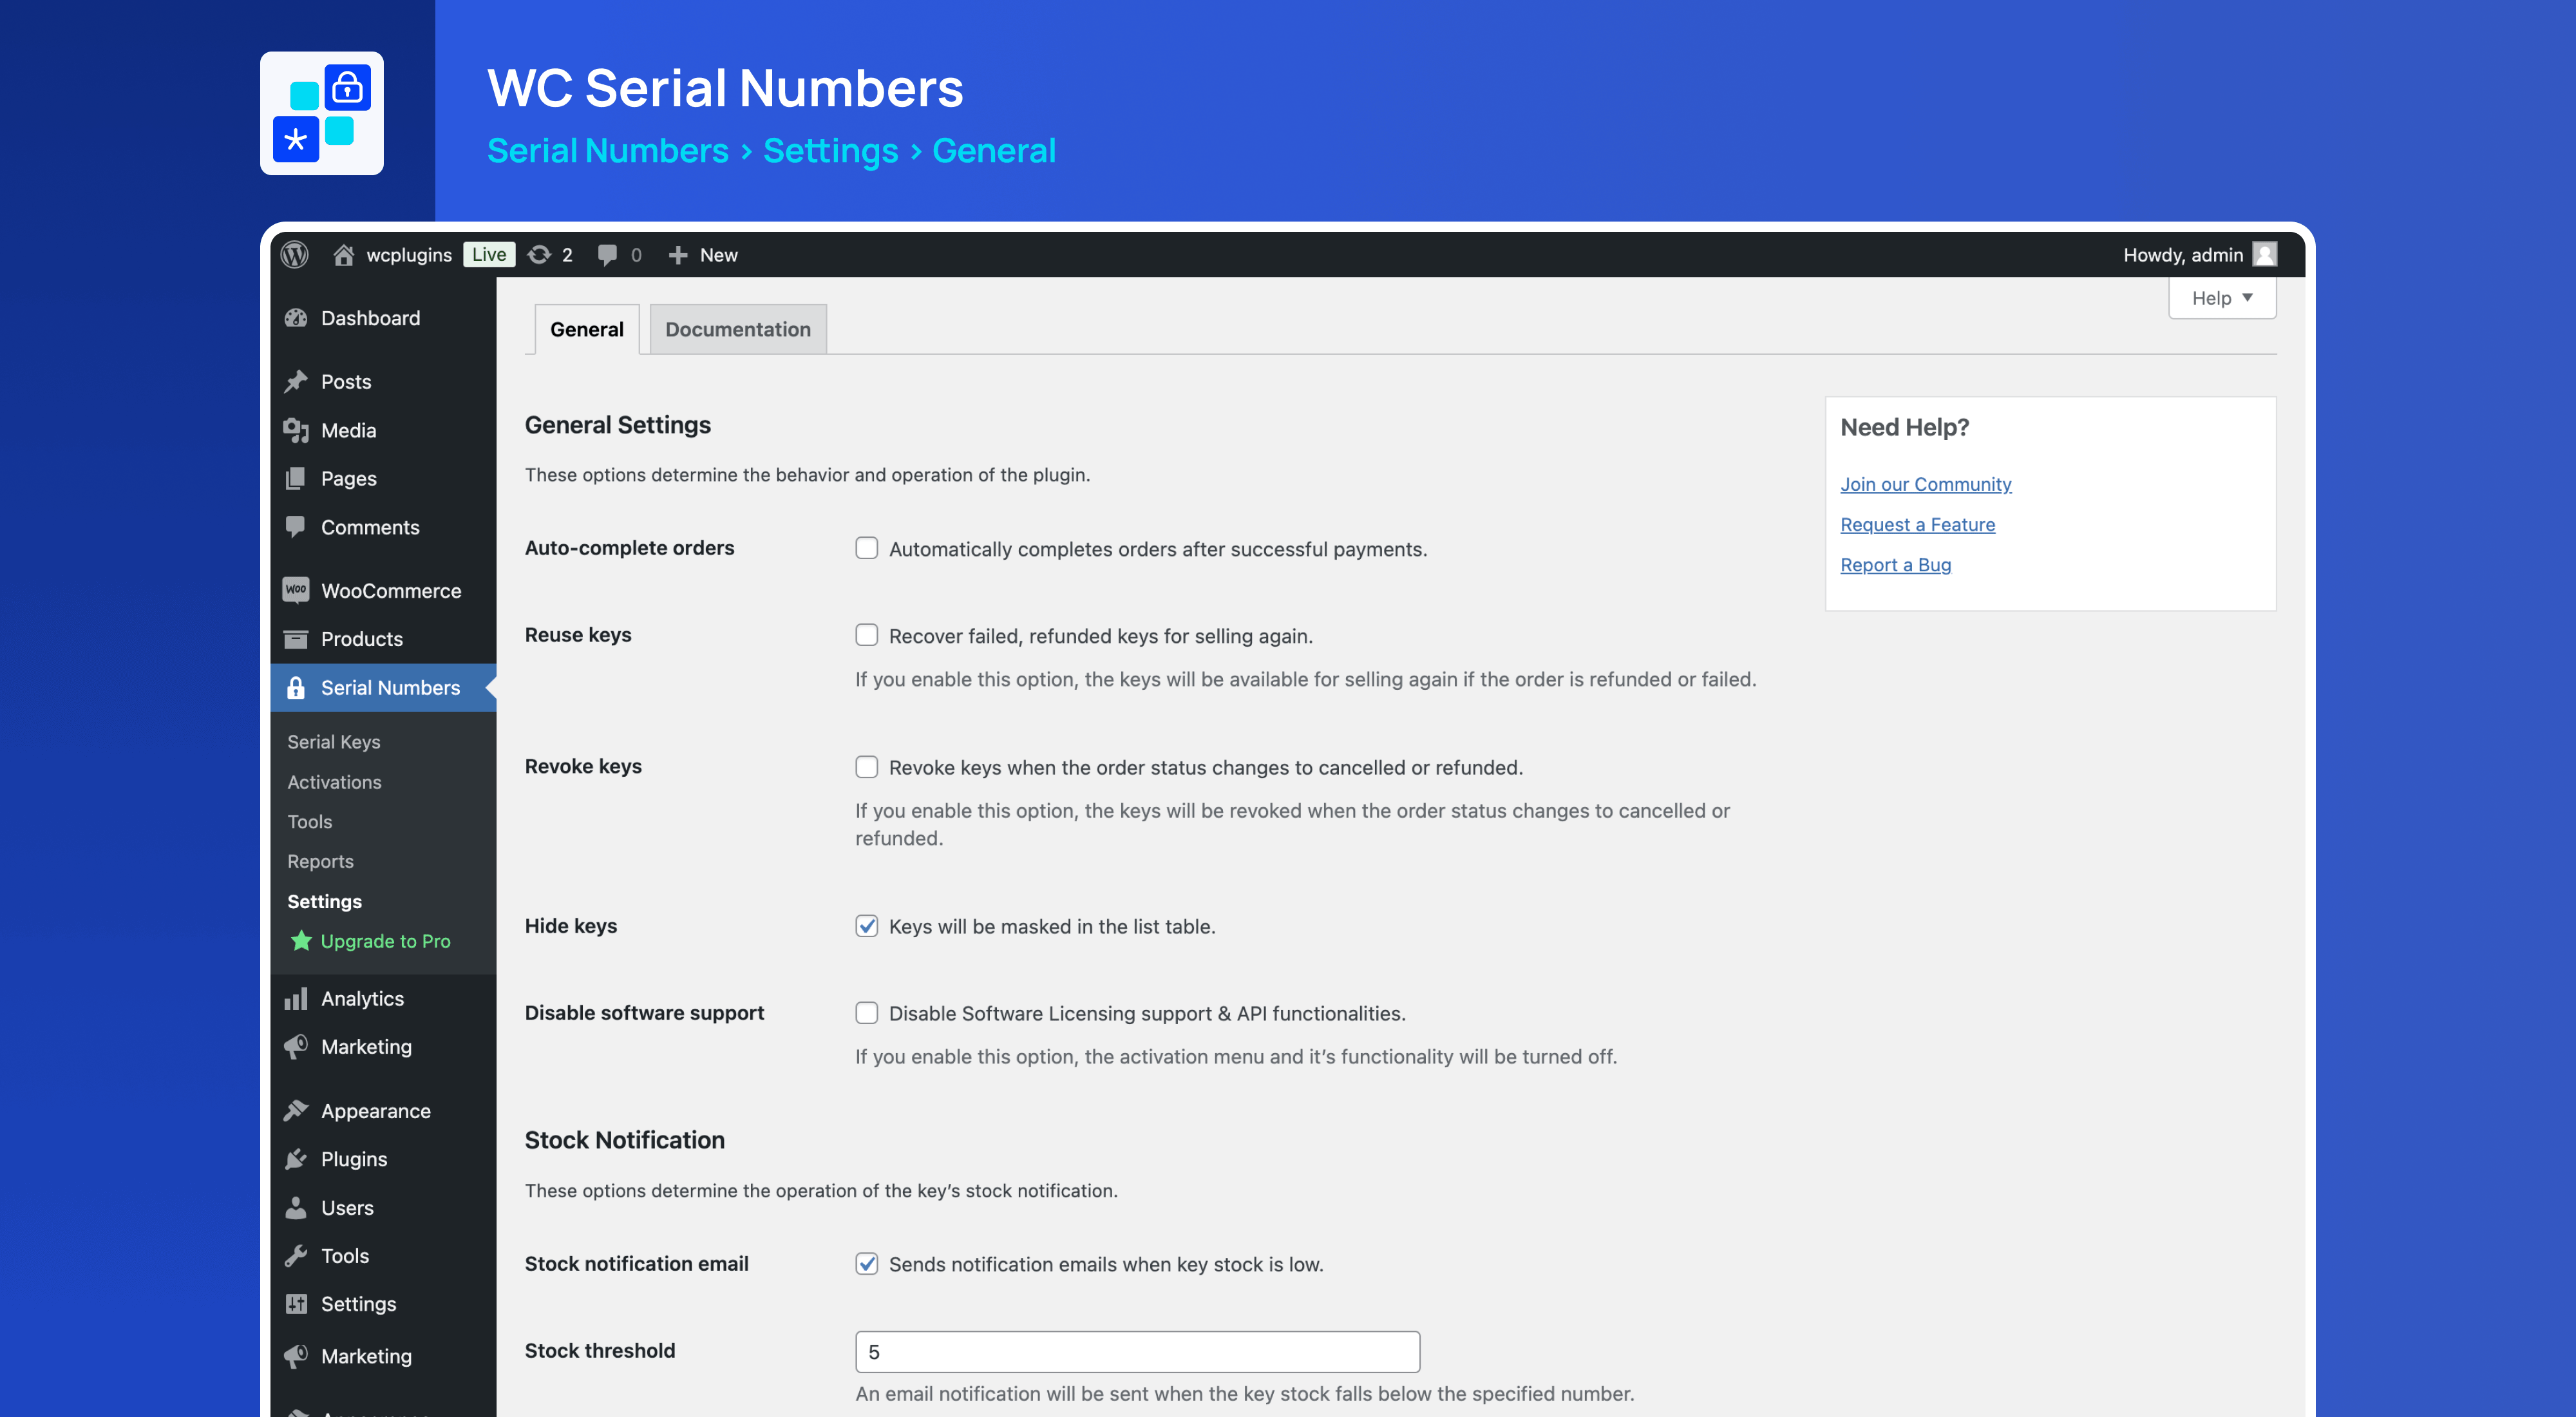 WC Serial Numbers
Serial Numbers > Settings > General
wcplugins Live 2 0 New
Howdy, admin
Help
Dashboard
Posts
Media
Pages
Comments
Woo WooCommerce
Products
Serial Numbers
Serial Keys
Activations
Tools
Reports
Settings
Upgrade to Pro
Analytics
Marketing
Appearance
Plugins
Users
Tools
Settings
Marketing
General
Documentation
General Settings
These options determine the behavior and operation of the plugin.
Auto-complete orders
Automatically completes orders after successful payments.
Reuse keys
Recover failed, refunded keys for selling again.
If you enable this option, the keys will be available for selling again if the order is refunded or failed.
Revoke keys
Revoke keys when the order status changes to cancelled or refunded.
If you enable this option, the keys will be revoked when the order status changes to cancelled or
refunded.
Hide keys
Keys will be masked in the list table.
Disable software support
Disable Software Licensing support & API functionalities.
If you enable this option, the activation menu and it’s functionality will be turned off.
Stock Notification
These options determine the operation of the key’s stock notification.
Stock notification email
Sends notification emails when key stock is low.
Stock threshold
5
An email notification will be sent when the key stock falls below the specified number.
Need Help?
Join our Community
Request a Feature
Report a Bug